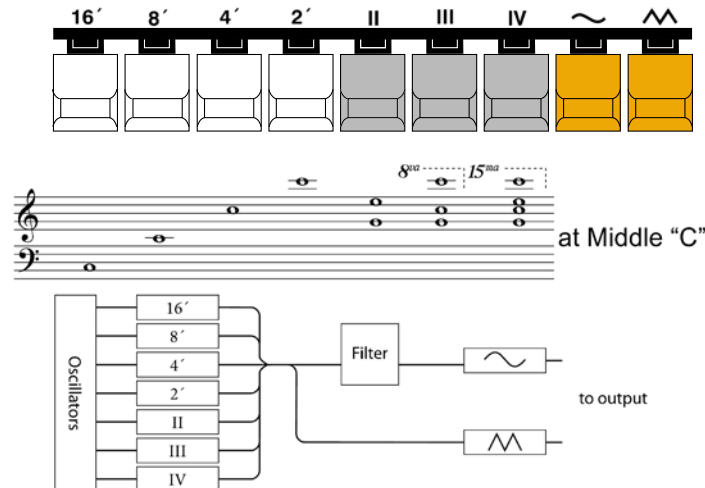 16´ 8´ 4´ 2´ II III IV
8va 15ma
at Middle “C”
Oscillators
16´
8´
4´
2´
II
III
IV
Filter
to output